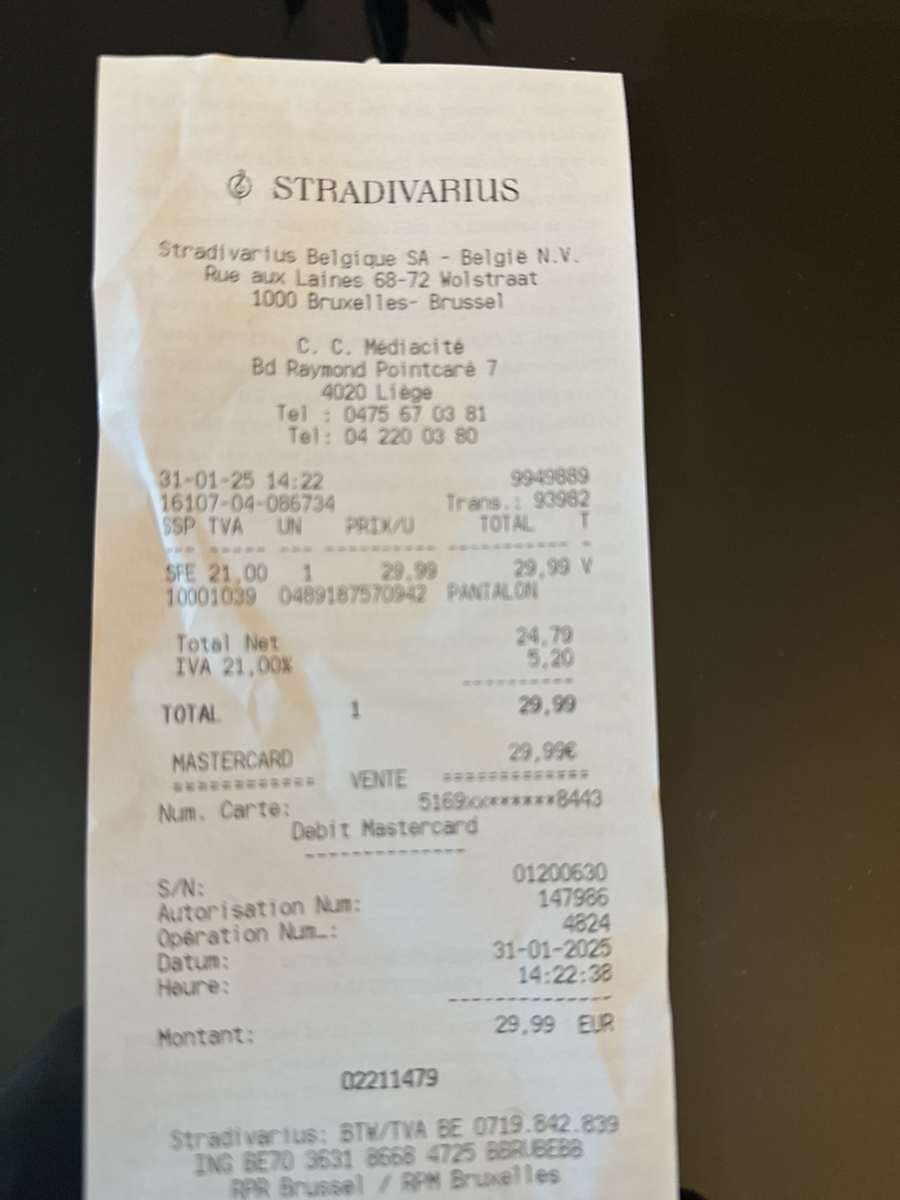 STRADIVARIUS
Stradivarius Belgique SA - België N.V.
Rue aux Laines 68-72 Wolstraat
1000 Bruxelles- Brussel
C. C. Médiacité
Bd Raymond Pointcaré 7
4020 Liège
Tel : 0475 67 03 81
Tel: 04 220 03 80
31-01-25 14:22 9949889
16107-04-086734 Trans.: 93982
SSP TVA UN PRIX/U TOTAL T
--- ----- --- ---------- ----------- -
SFE 21,00 1 29,99 29,99 V
10001039 0489187570942 PANTALON
Total Net 24,79
IVA 21,00% 5,20
----------
TOTAL 1 29,99
MASTERCARD 29,99€
============ VENTE ============
Num. Carte: 5169xx******8443
Debit Mastercard
--------------
S/N: 01200630
Autorisation Num: 147986
Opération Num…: 4824
Datum: 31-01-2025
Heure: 14:22:38
--------------
Montant: 29,99 EUR
02211479
Stradivarius: BTW/TVA BE 0719.842.839
ING BE70 3631 8668 4725 BBRUBEBB
RPR Brussel / RPM Bruxelles